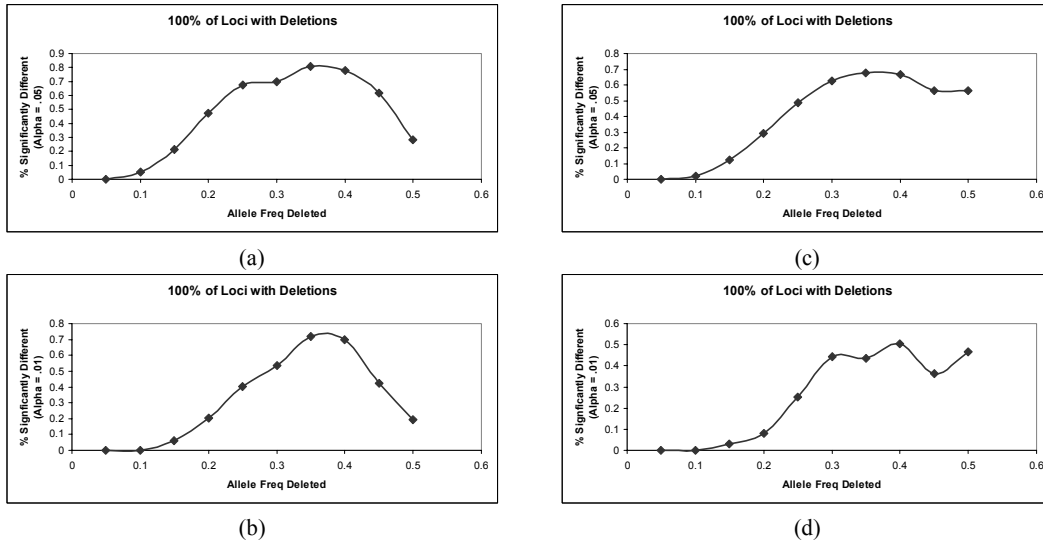 100% of Loci with Deletions
% Significantly Different
(Alpha = .05)
0.9
0.8
0.7
0.6
0.5
0.4
0.3
0.2
0.1
0
0 0.1 0.2 0.3 0.4 0.5 0.6
Allele Freq Deleted
(a)
100% of Loci with Deletions
% Significantly Different
(Alpha = .05)
0.8
0.7
0.6
0.5
0.4
0.3
0.2
0.1
0
0 0.1 0.2 0.3 0.4 0.5 0.6
Allele Freq Deleted
(c)
100% of Loci with Deletions
% Signficantly Different
(Alpha = .01)
0.8
0.7
0.6
0.5
0.4
0.3
0.2
0.1
0
0 0.1 0.2 0.3 0.4 0.5 0.6
Allele Freq Deleted
(b)
100% of Loci with Deletions
% Signficantly Different
(Alpha = .01)
0.6
0.5
0.4
0.3
0.2
0.1
0
0 0.1 0.2 0.3 0.4 0.5 0.6
Allele Freq Deleted
(d)